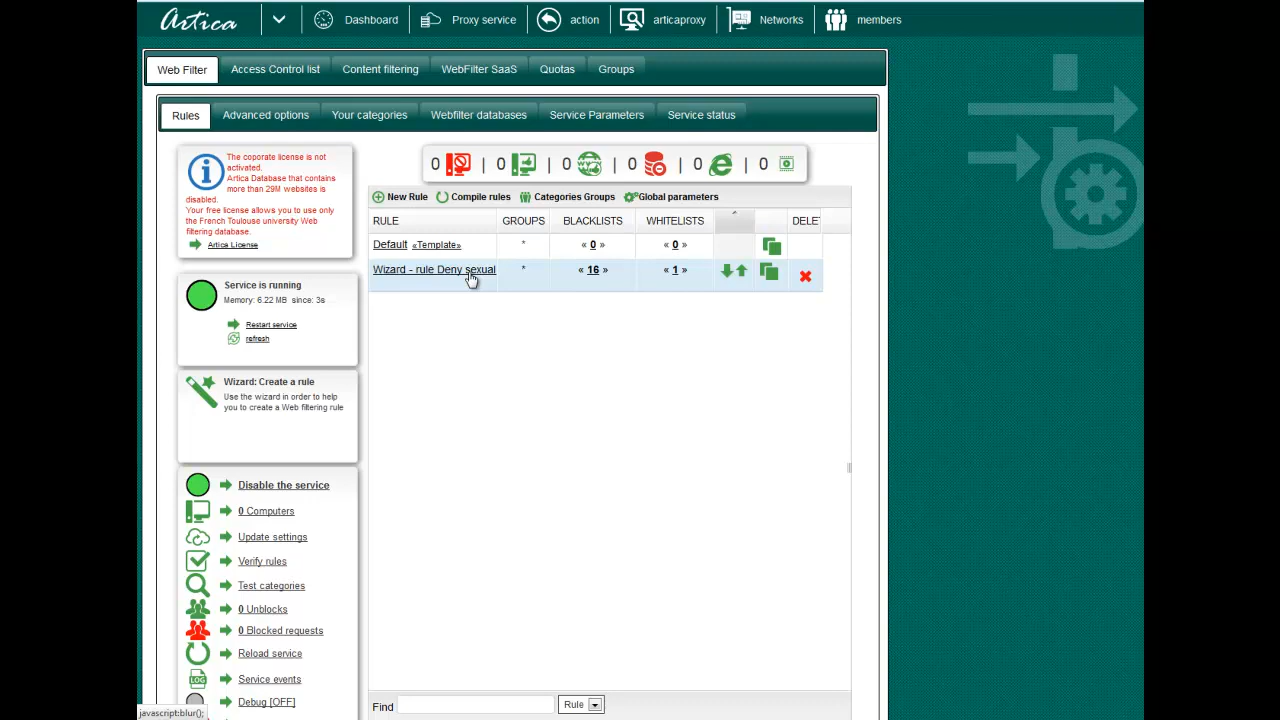 Artica
Dashboard
Proxy service
action
articaproxy
Networks
members
Web Filter
Access Control list
Content filtering
WebFilter SaaS
Quotas
Groups
Rules
Advanced options
Your categories
Webfilter databases
Service Parameters
Service status
The coporate license is not
activated.
Artica Database that contains
more than 29M websites is
disabled.
Your free license allows you to use only
the French Toulouse university Web
filtering database.
Artica License
0 | 0 | 0 | 0 | 0 | 0
New Rule
Compile rules
Categories Groups
Global parameters
RULE GROUPS BLACKLISTS WHITELISTS DELE
Default «Template» * « 0 » « 0 »
Wizard - rule Deny sexual * « 16 » « 1 »
Service is running
Memory: 6.22 MB since: 3s
Restart service
refresh
Wizard: Create a rule
Use the wizard in order to help
you to create a Web filtering rule
Disable the service
0 Computers
Update settings
Verify rules
Test categories
0 Unblocks
0 Blocked requests
Reload service
LOG
Service events
Debug [OFF]
Find
Rule
javascript:blur();